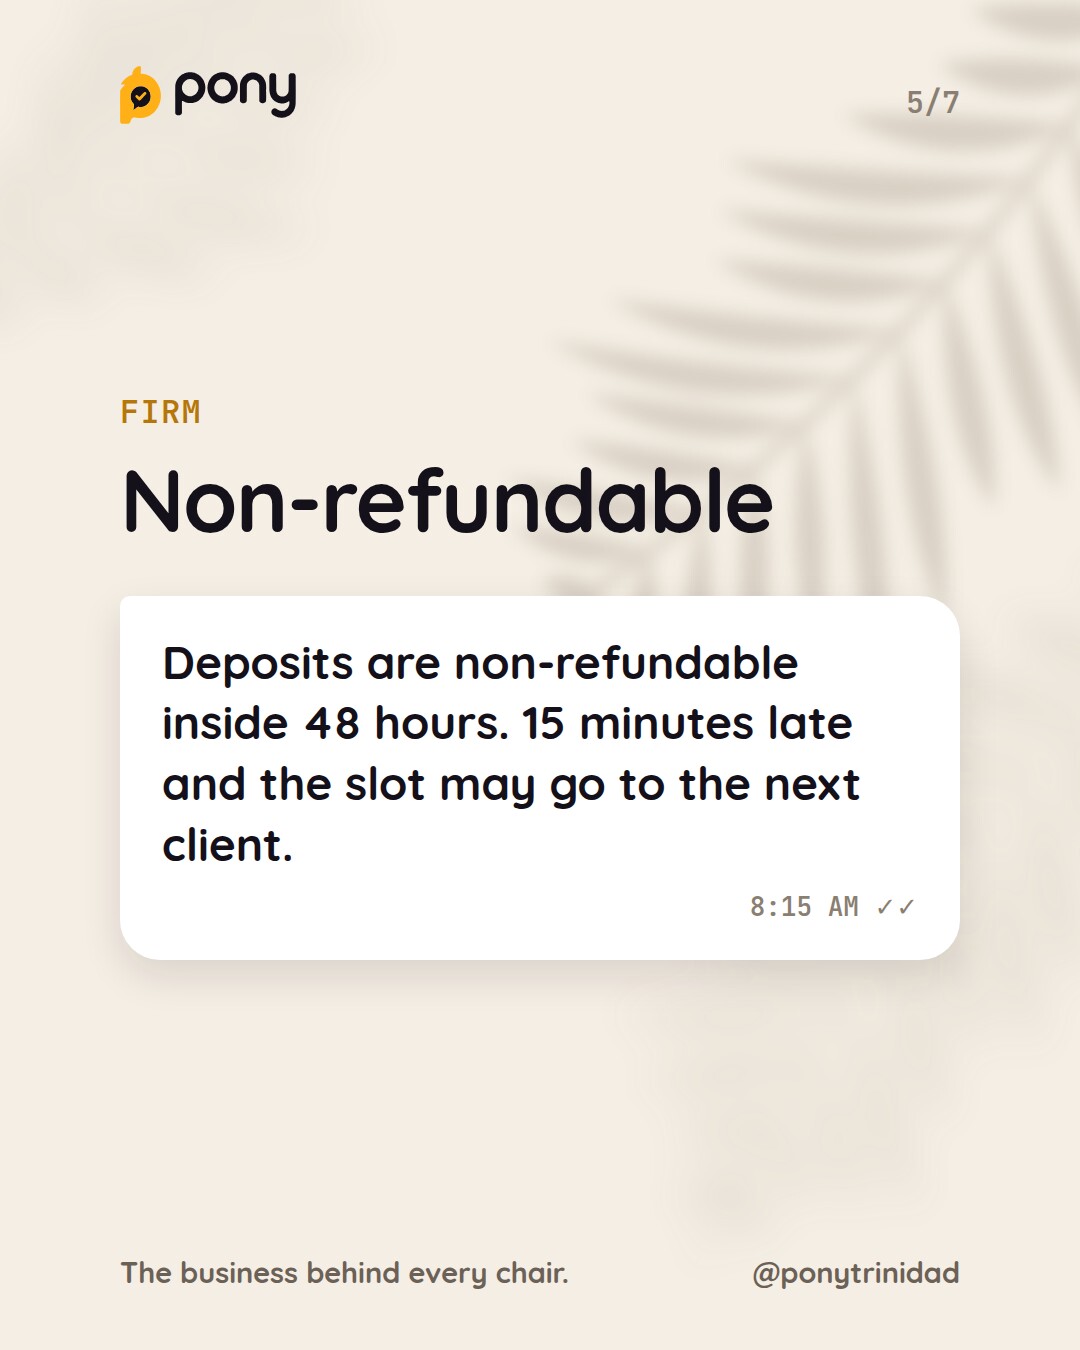 pony
5/7
FIRM
Non-refundable
Deposits are non-refundable
inside 48 hours. 15 minutes late
and the slot may go to the next
client.
8:15 AM ✓✓
The business behind every chair.
@ponytrinidad